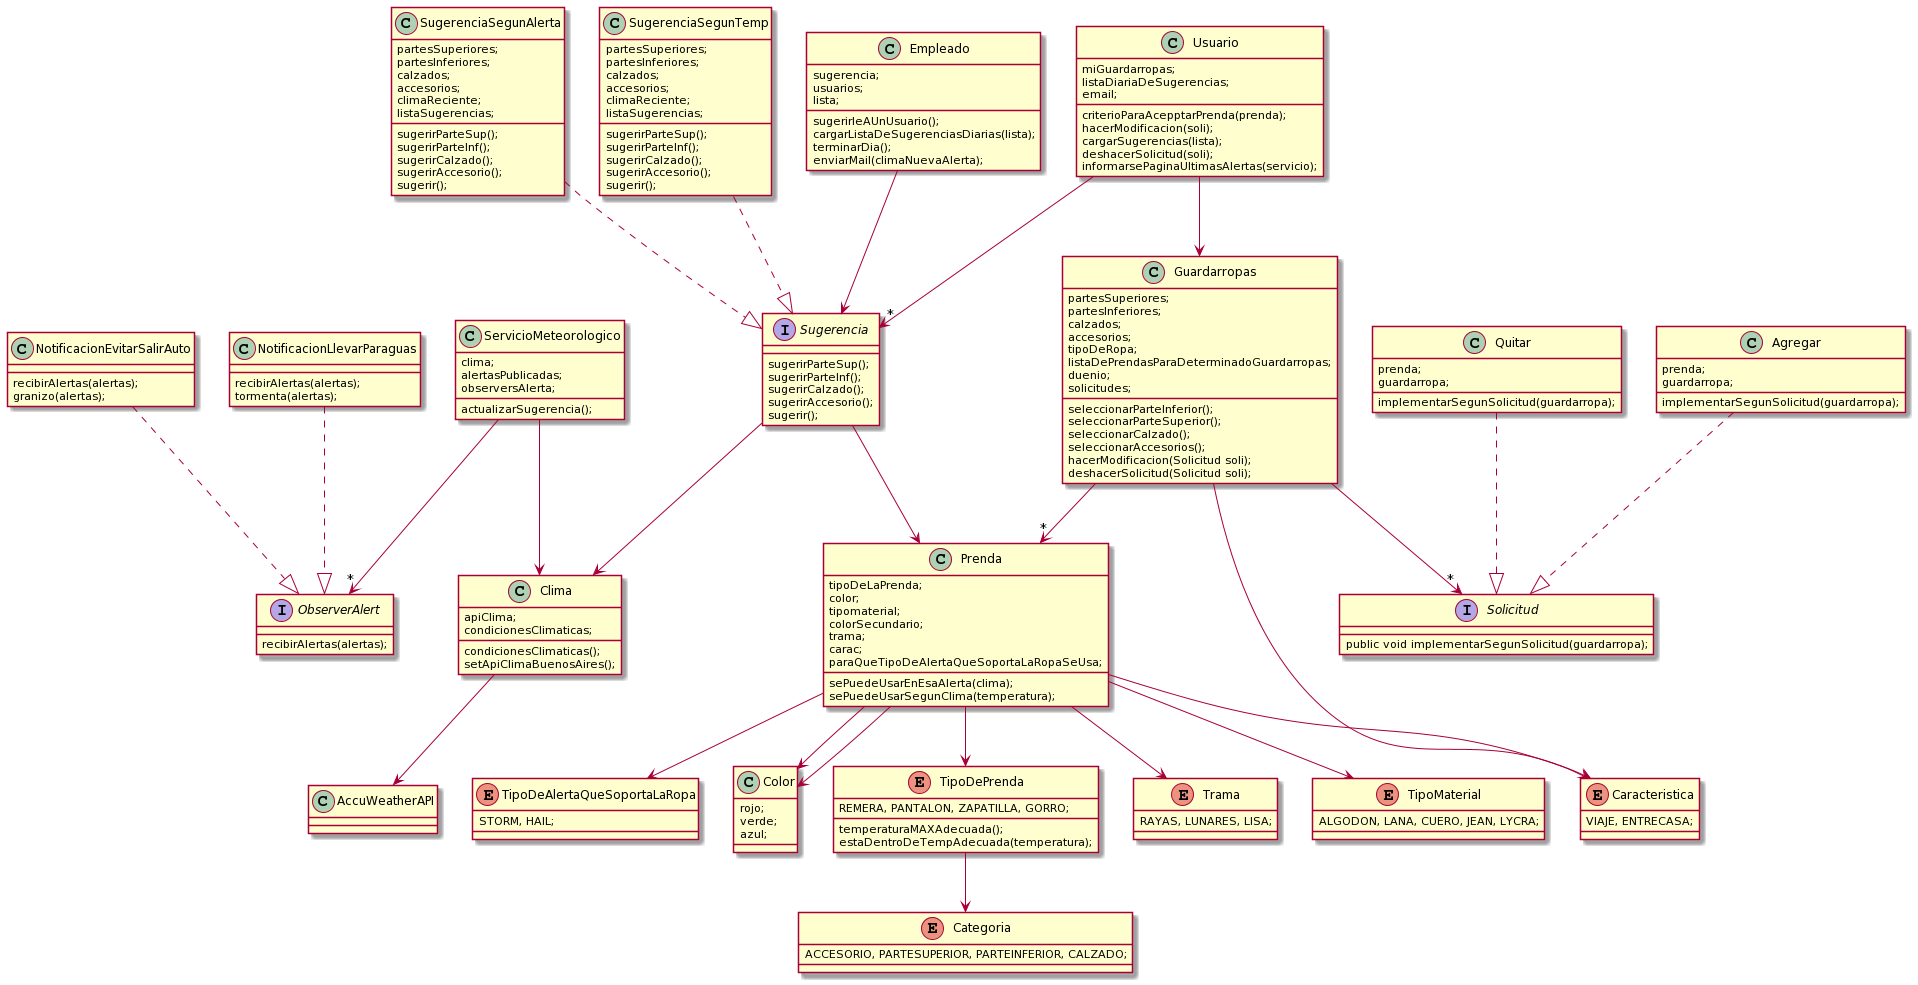 C SugerenciaSegunAlerta
partesSuperiores;
partesInferiores;
calzados;
accesorios;
climaReciente;
listaSugerencias;
sugerirParteSup();
sugerirParteInf();
sugerirCalzado();
sugerirAccesorio();
sugerir();
C SugerenciaSegunTemp
partesSuperiores;
partesInferiores;
calzados;
accesorios;
climaReciente;
listaSugerencias;
sugerirParteSup();
sugerirParteInf();
sugerirCalzado();
sugerirAccesorio();
sugerir();
C Empleado
sugerencia;
usuarios;
lista;
sugerirleAUnUsuario();
cargarListaDeSugerenciasDiarias(lista);
terminarDia();
enviarMail(climaNuevaAlerta);
C Usuario
miGuardarropas;
listaDiariaDeSugerencias;
email;
criterioParaAcepptarPrenda(prenda);
hacerModificacion(soli);
cargarSugerencias(lista);
deshacerSolicitud(soli);
informarsePaginaUltimasAlertas(servicio);
C NotificacionEvitarSalirAuto
recibirAlertas(alertas);
granizo(alertas);
C NotificacionLlevarParaguas
recibirAlertas(alertas);
tormenta(alertas);
C ServicioMeteorologico
clima;
alertasPublicadas;
observersAlerta;
actualizarSugerencia();
*
I Sugerencia
sugerirParteSup();
sugerirParteInf();
sugerirCalzado();
sugerirAccesorio();
sugerir();
C Guardarropas
partesSuperiores;
partesInferiores;
calzados;
accesorios;
tipoDeRopa;
listaDePrendasParaDeterminadoGuardarropas;
duenio;
solicitudes;
seleccionarParteInferior();
seleccionarParteSuperior();
seleccionarCalzado();
seleccionarAccesorios();
hacerModificacion(Solicitud soli);
deshacerSolicitud(Solicitud soli);
C Quitar
prenda;
guardarropa;
implementarSegunSolicitud(guardarropa);
C Agregar
prenda;
guardarropa;
implementarSegunSolicitud(guardarropa);
*
I ObserverAlert
recibirAlertas(alertas);
C Clima
apiClima;
condicionesClimaticas;
condicionesClimaticas();
setApiClimaBuenosAires();
*
C Prenda
tipoDeLaPrenda;
color;
tipomaterial;
colorSecundario;
trama;
carac;
paraQueTipoDeAlertaQueSoportaLaRopaSeUsa;
sePuedeUsarEnEsaAlerta(clima);
sePuedeUsarSegunClima(temperatura);
*
I Solicitud
public void implementarSegunSolicitud(guardarropa);
C AccuWeatherAPI
E TipoDeAlertaQueSoportaLaRopa
STORM, HAIL;
C Color
rojo;
verde;
azul;
E TipoDePrenda
REMERA, PANTALON, ZAPATILLA, GORRO;
temperaturaMAXAdecuada();
estaDentroDeTempAdecuada(temperatura);
E Trama
RAYAS, LUNARES, LISA;
E TipoMaterial
ALGODON, LANA, CUERO, JEAN, LYCRA;
E Caracteristica
VIAJE, ENTRECASA;
E Categoria
ACCESORIO, PARTESUPERIOR, PARTEINFERIOR, CALZADO;